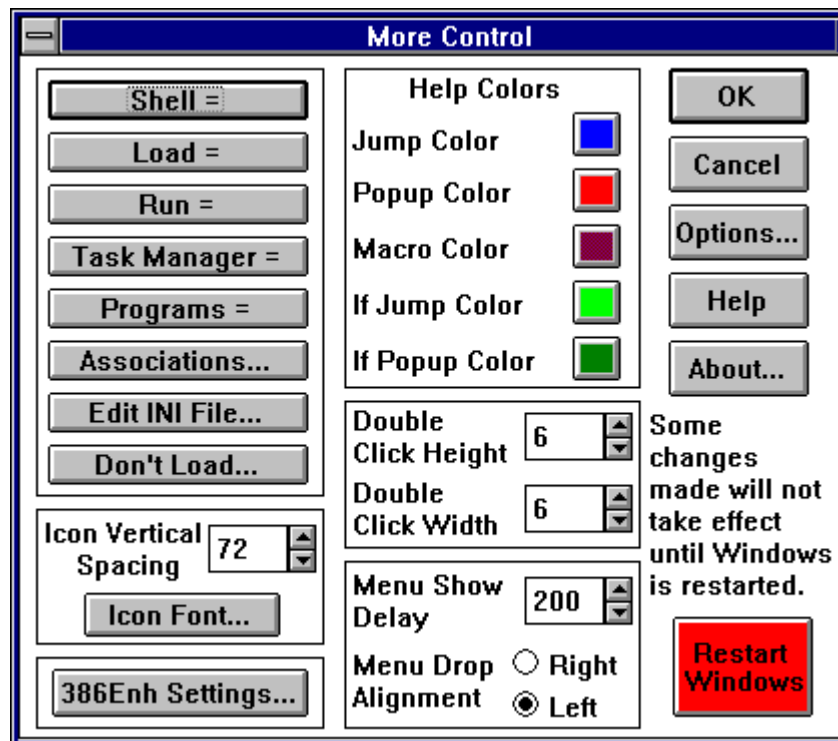 More Control
Shell =
Load =
Run =
Task Manager =
Programs =
Associations...
Edit INI File...
Don't Load...
Icon Vertical
Spacing
72
Icon Font...
386Enh Settings...
Help Colors
Jump Color
Popup Color
Macro Color
If Jump Color
If Popup Color
Double
Click Height
6
Double
Click Width
6
Menu Show
Delay
200
Menu Drop
Alignment
Right
Left
OK
Cancel
Options...
Help
About...
Some
changes
made will not
take effect
until Windows
is restarted.
Restart
Windows